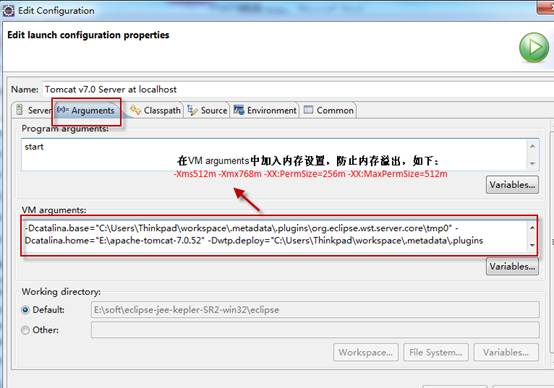 Edit Configuration
Edit launch configuration properties
Name: Tomcat v7.0 Server at localhost
Server (x)= Arguments Classpath Source Environment Common
Program arguments:
start
在VM arguments中加入内存设置，防止内存溢出，如下：
-Xms512m -Xmx768m -XX:PermSize=256m -XX:MaxPermSize=512m
Variables...
VM arguments:
-Dcatalina.base="C:\Users\Thinkpad\workspace\.metadata\.plugins\org.eclipse.wst.server.core\tmp0" -
Dcatalina.home="E:\apache-tomcat-7.0.52" -Dwtp.deploy="C:\Users\Thinkpad\workspace\.metadata\.plugins
Variables...
Working directory:
Default: E:\soft\eclipse-jee-kepler-SR2-win32\eclipse
Other:
Workspace... File System... Variables...